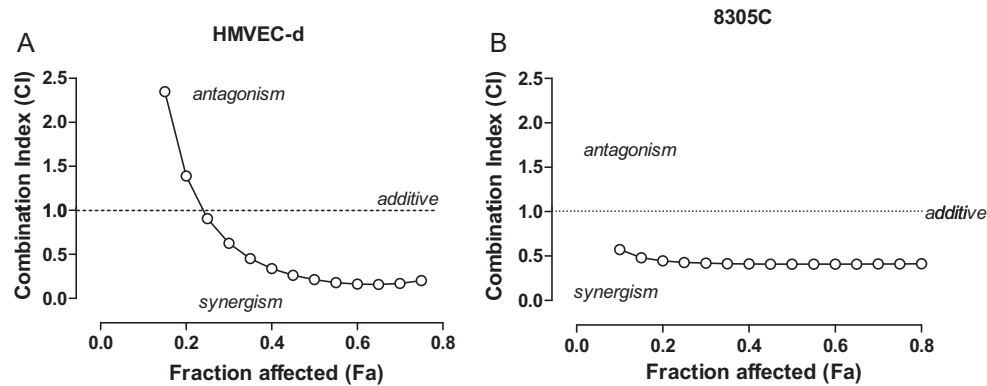 A
HMVEC-d
Combination Index (CI)
2.5
2.0
1.5
1.0
0.5
0.0
antagonism
additive
synergism
0.0 0.2 0.4 0.6 0.8
Fraction affected (Fa)
B
8305C
Combination Index (CI)
2.5
2.0
1.5
1.0
0.5
0.0
antagonism
additive
synergism
0.0 0.2 0.4 0.6 0.8
Fraction affected (Fa)